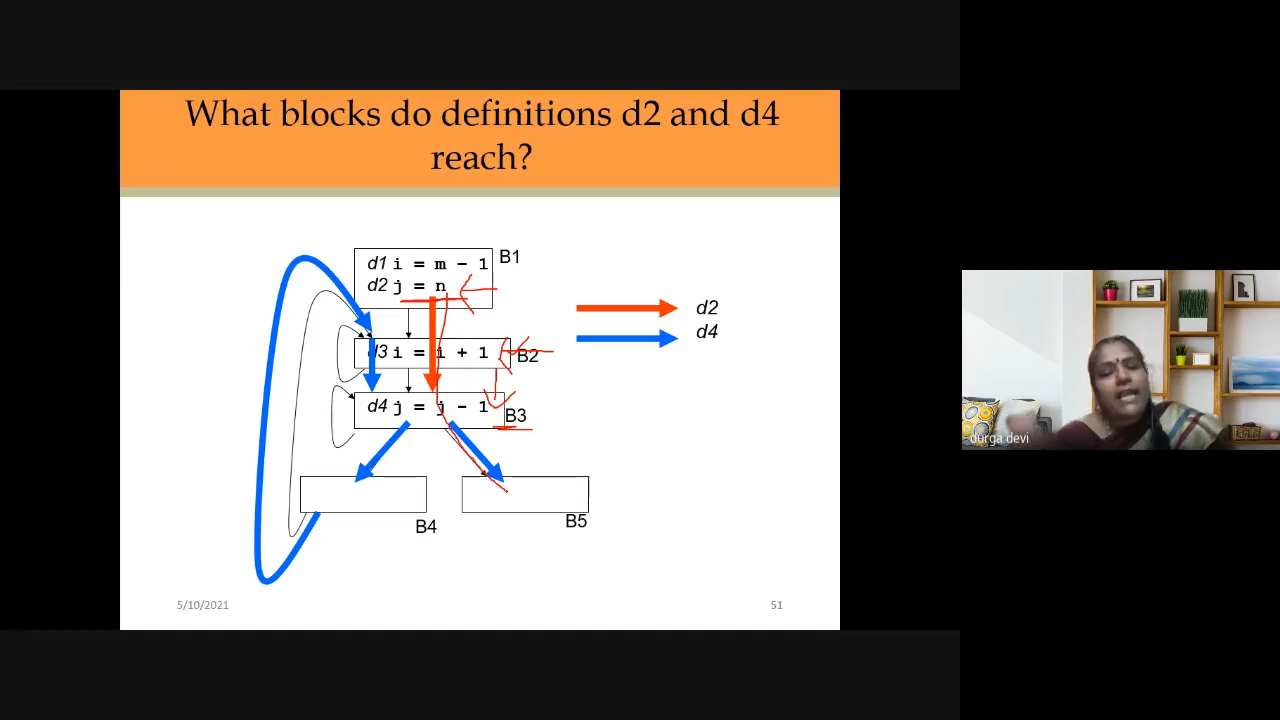 What blocks do definitions d2 and d4
reach?
d1 i = m - 1
d2 j = n
B1
d3 i = i + 1
B2
d4 j = j - 1
B3
B4
B5
d2
d4
5/10/2021
51
durga devi